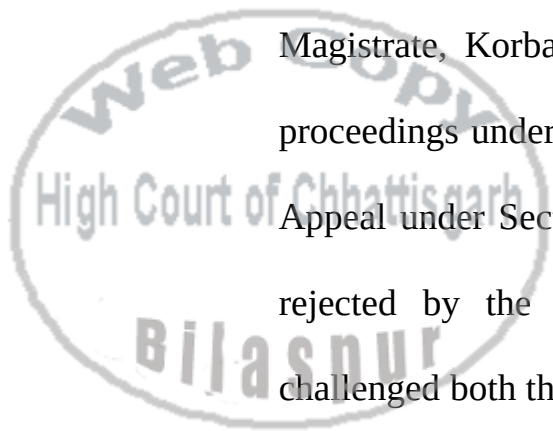 Web Copy
High Court of Chhattisgarh
Bilaspur
Magistrate, Korba
proceedings under
Appeal under Sec
rejected by the
challenged both th